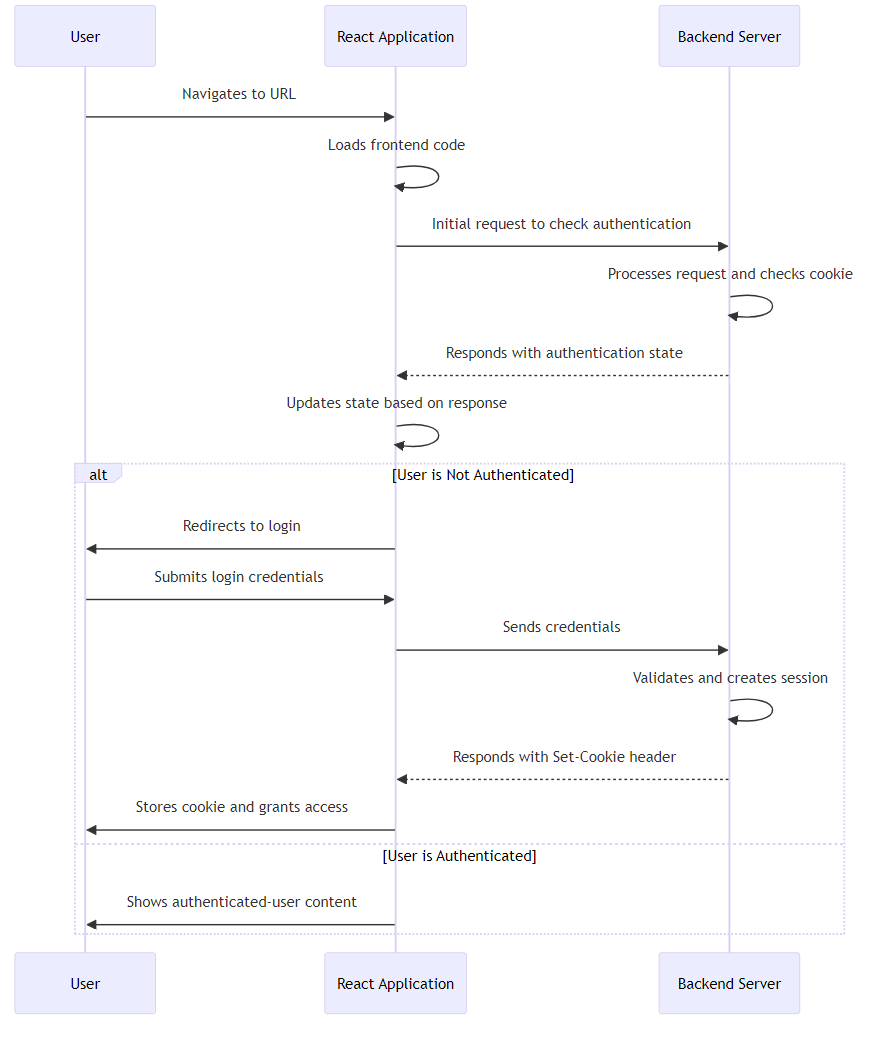 User
React Application
Backend Server
Navigates to URL
Loads frontend code
Initial request to check authentication
Processes request and checks cookie
Responds with authentication state
Updates state based on response
alt
[User is Not Authenticated]
Redirects to login
Submits login credentials
Sends credentials
Validates and creates session
Responds with Set-Cookie header
Stores cookie and grants access
[User is Authenticated]
Shows authenticated-user content
User
React Application
Backend Server